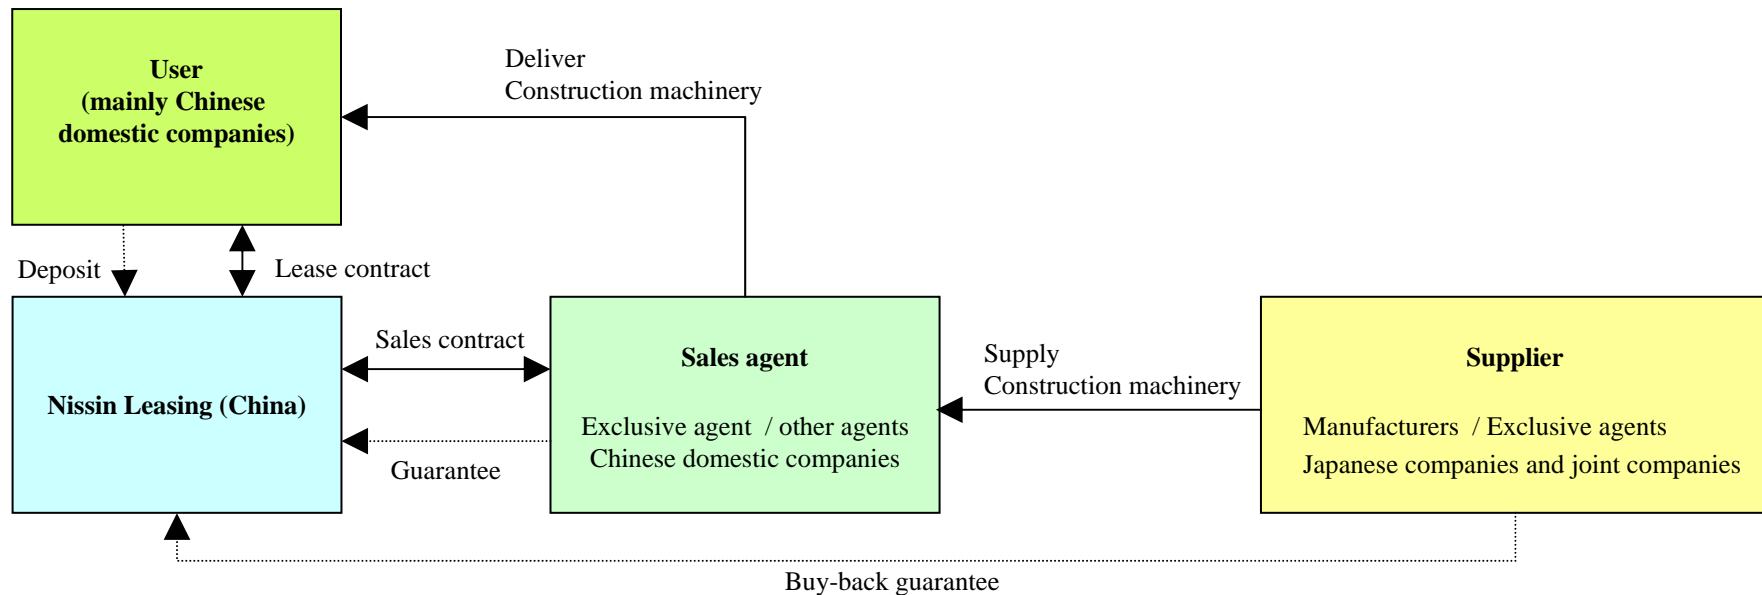 User
(mainly Chinese
domestic companies)
Deliver
Construction machinery
Deposit
Lease contract
Nissin Leasing (China)
Sales contract
Guarantee
Sales agent
Exclusive agent / other agents
Chinese domestic companies
Supply
Construction machinery
Supplier
Manufacturers / Exclusive agents
Japanese companies and joint companies
Buy-back guarantee